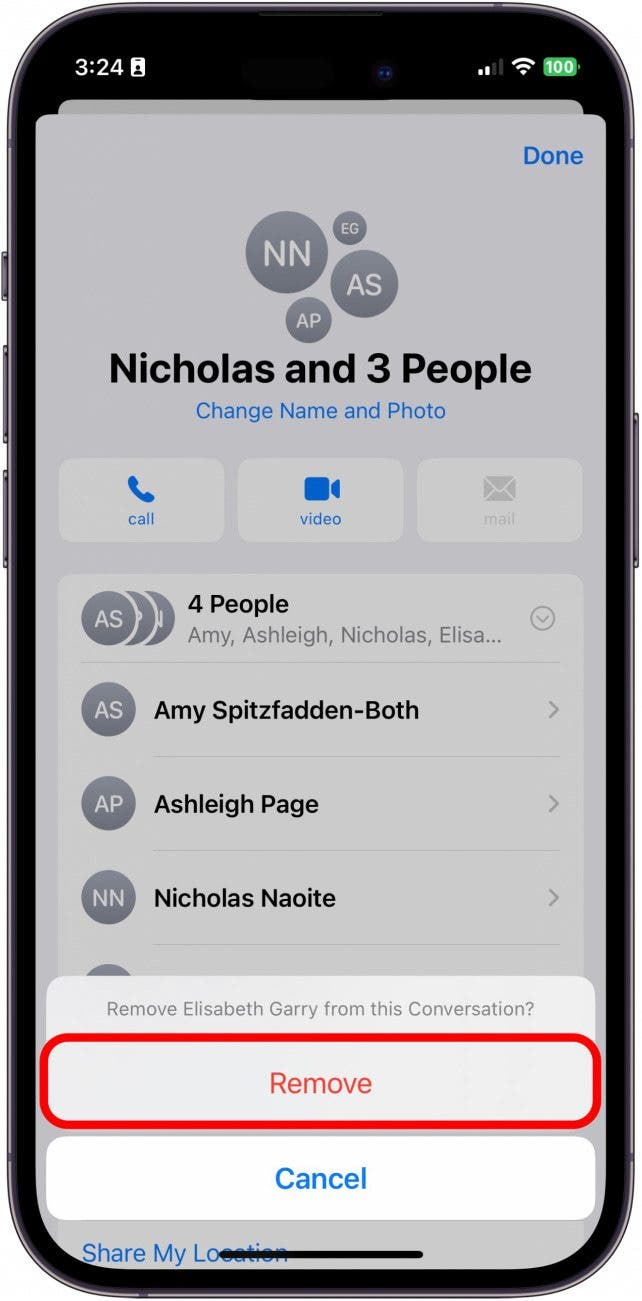 3:24
100
Done
NN
EG
AS
AP
Nicholas and 3 People
Change Name and Photo
call
video
mail
AS
4 People
Amy, Ashleigh, Nicholas, Elisa...
AS
Amy Spitzfadden-Both
AP
Ashleigh Page
NN
Nicholas Naoite
Remove Elisabeth Garry from this Conversation?
Remove
Cancel
Share My Location